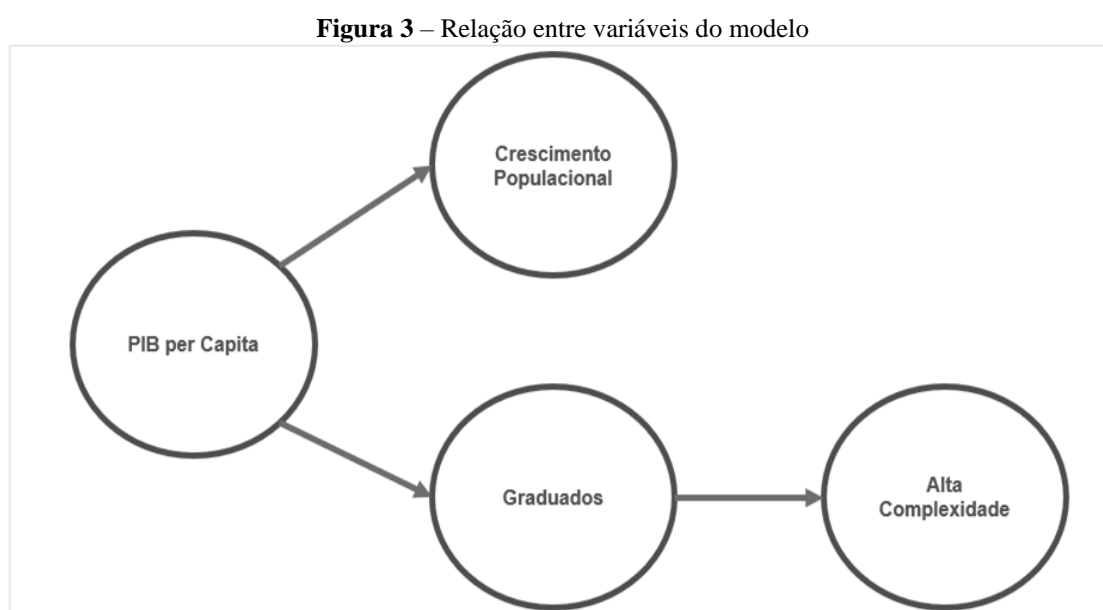 Figura 3 – Relação entre variáveis do modelo
Crescimento
Populacional
PIB per Capita
Graduados
Alta
Complexidade